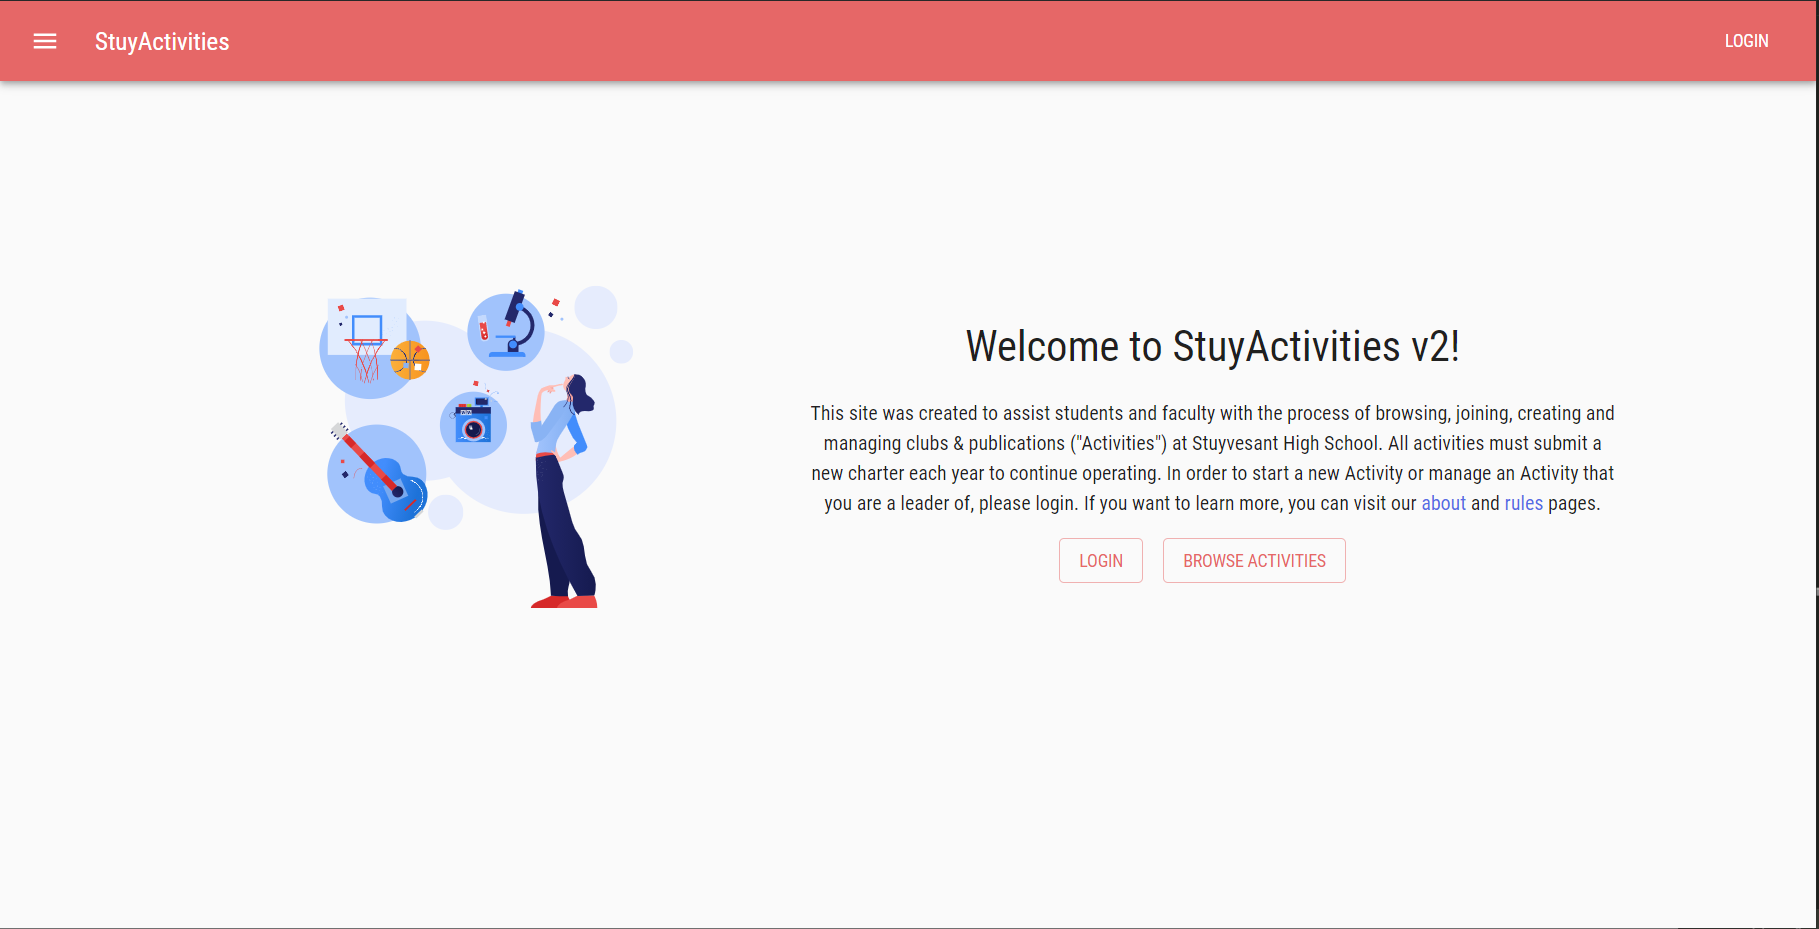 StuyActivities
LOGIN
Welcome to StuyActivities v2!
This site was created to assist students and faculty with the process of browsing, joining, creating and
managing clubs & publications ("Activities") at Stuyvesant High School. All activities must submit a
new charter each year to continue operating. In order to start a new Activity or manage an Activity that
you are a leader of, please login. If you want to learn more, you can visit our about and rules pages.
LOGIN
BROWSE ACTIVITIES